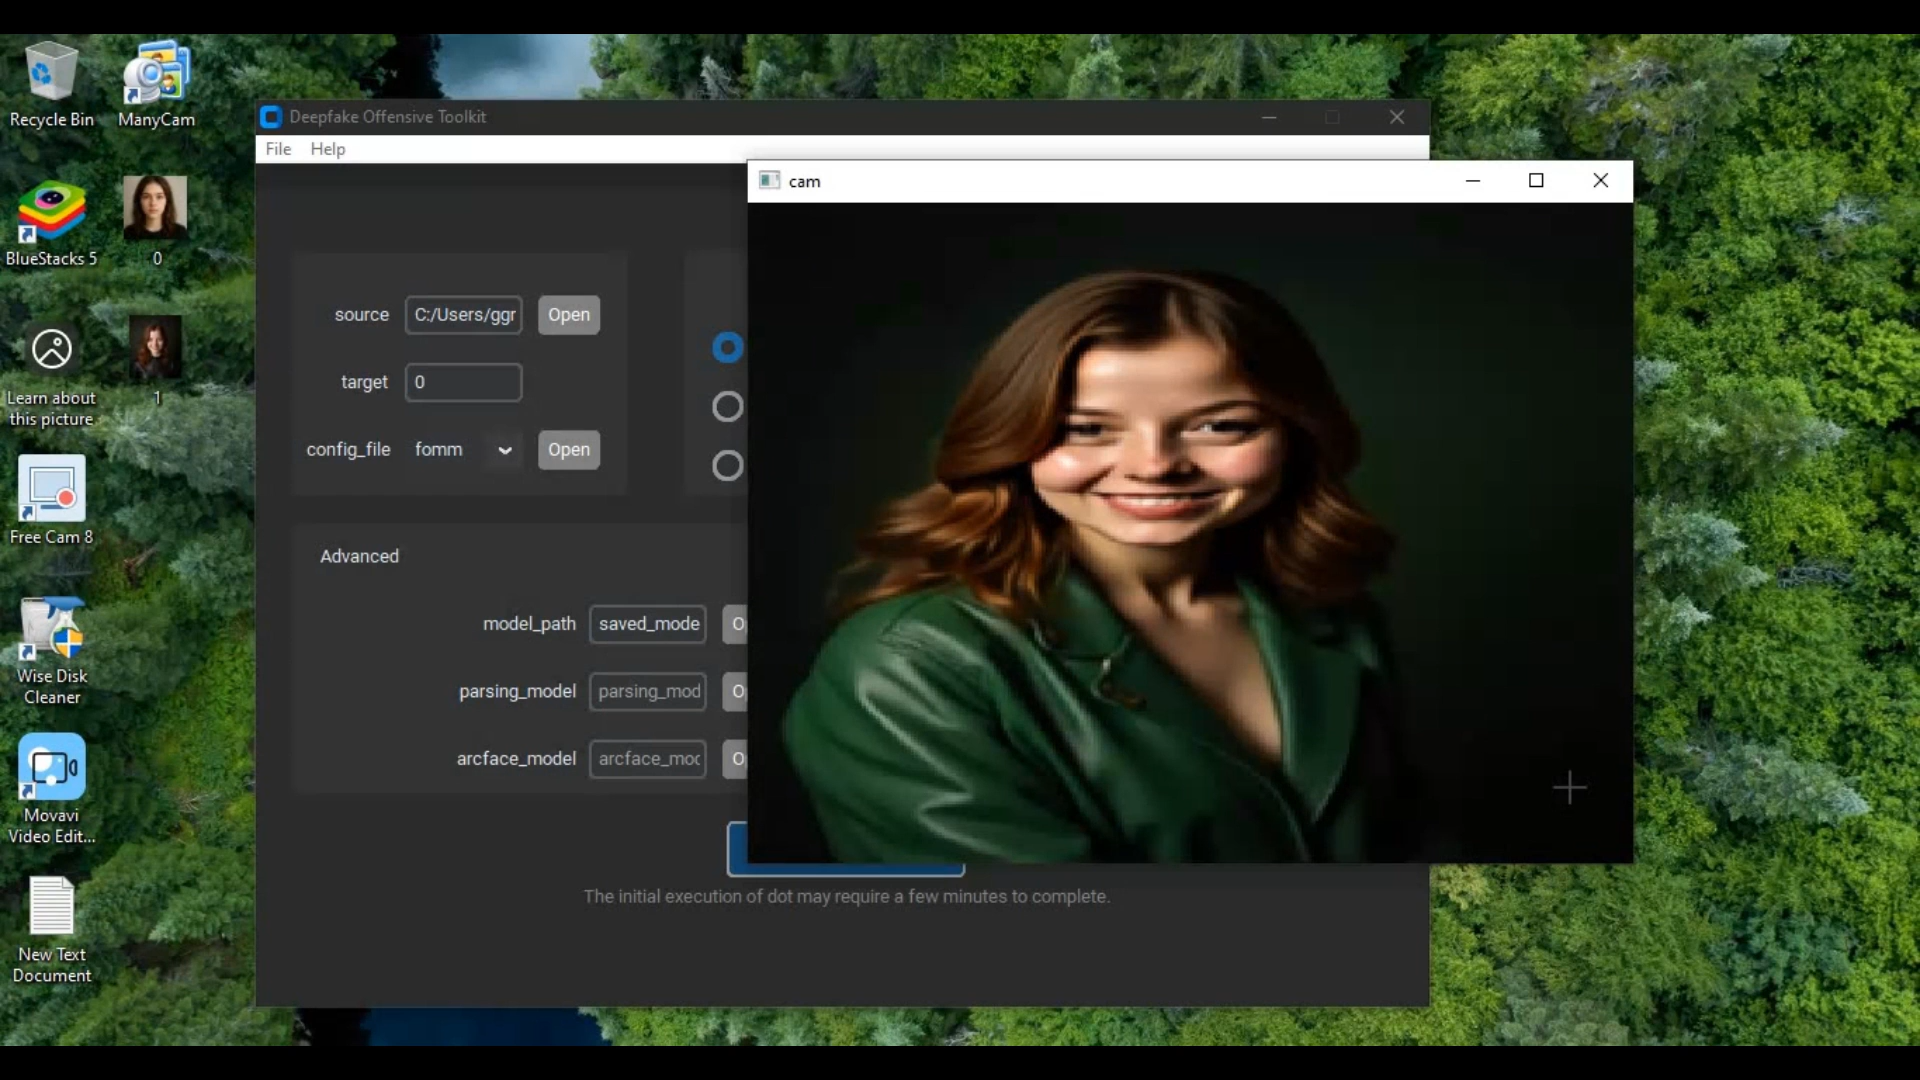 Recycle Bin
ManyCam
BlueStacks 5
0
Learn about
this picture
1
Free Cam 8
Wise Disk
Cleaner
Movavi
Video Edit...
New Text
Document
Deepfake Offensive Toolkit
File Help
source C:/Users/ggr Open
target 0
config_file fomm Open
Advanced
model_path saved_mode O
parsing_model parsing_mod O
arcface_model arcface_moc O
The initial execution of dot may require a few minutes to complete.
cam